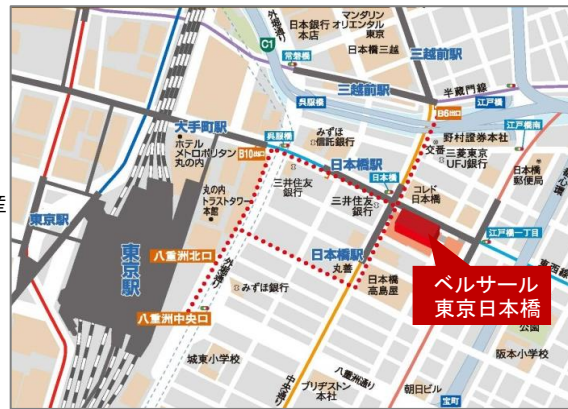 外堀通り
C1
日本銀行
本店
マンダリン
オリエンタル
東京
日本橋三越
常磐橋
三越前駅
三越前駅
半蔵門線
呉服橋
B6出口
江戸橋
大手町駅
呉服橋
みずほ
信託銀行
野村證券本社
江戸橋南
ホテル
メトロポリタン
丸の内
B10出口
日本橋駅
交番
三菱東京
UFJ銀行
日本橋
日本橋
郵便局
丸の内
トラストタワー
本館
三井住友
銀行
三井住友
銀行
コレド
日本橋
江戸橋一丁目
東京駅
東京駅
八重洲北口
外堀通り
日本橋駅
丸善
東西線
都心環
みずほ銀行
日本橋
高島屋
ベルサール
東京日本橋
八重洲中央口
公園
城東小学校
阪本小学校
八重洲通り
中央通り
ブリヂストン
本社
朝日ビル
宝町